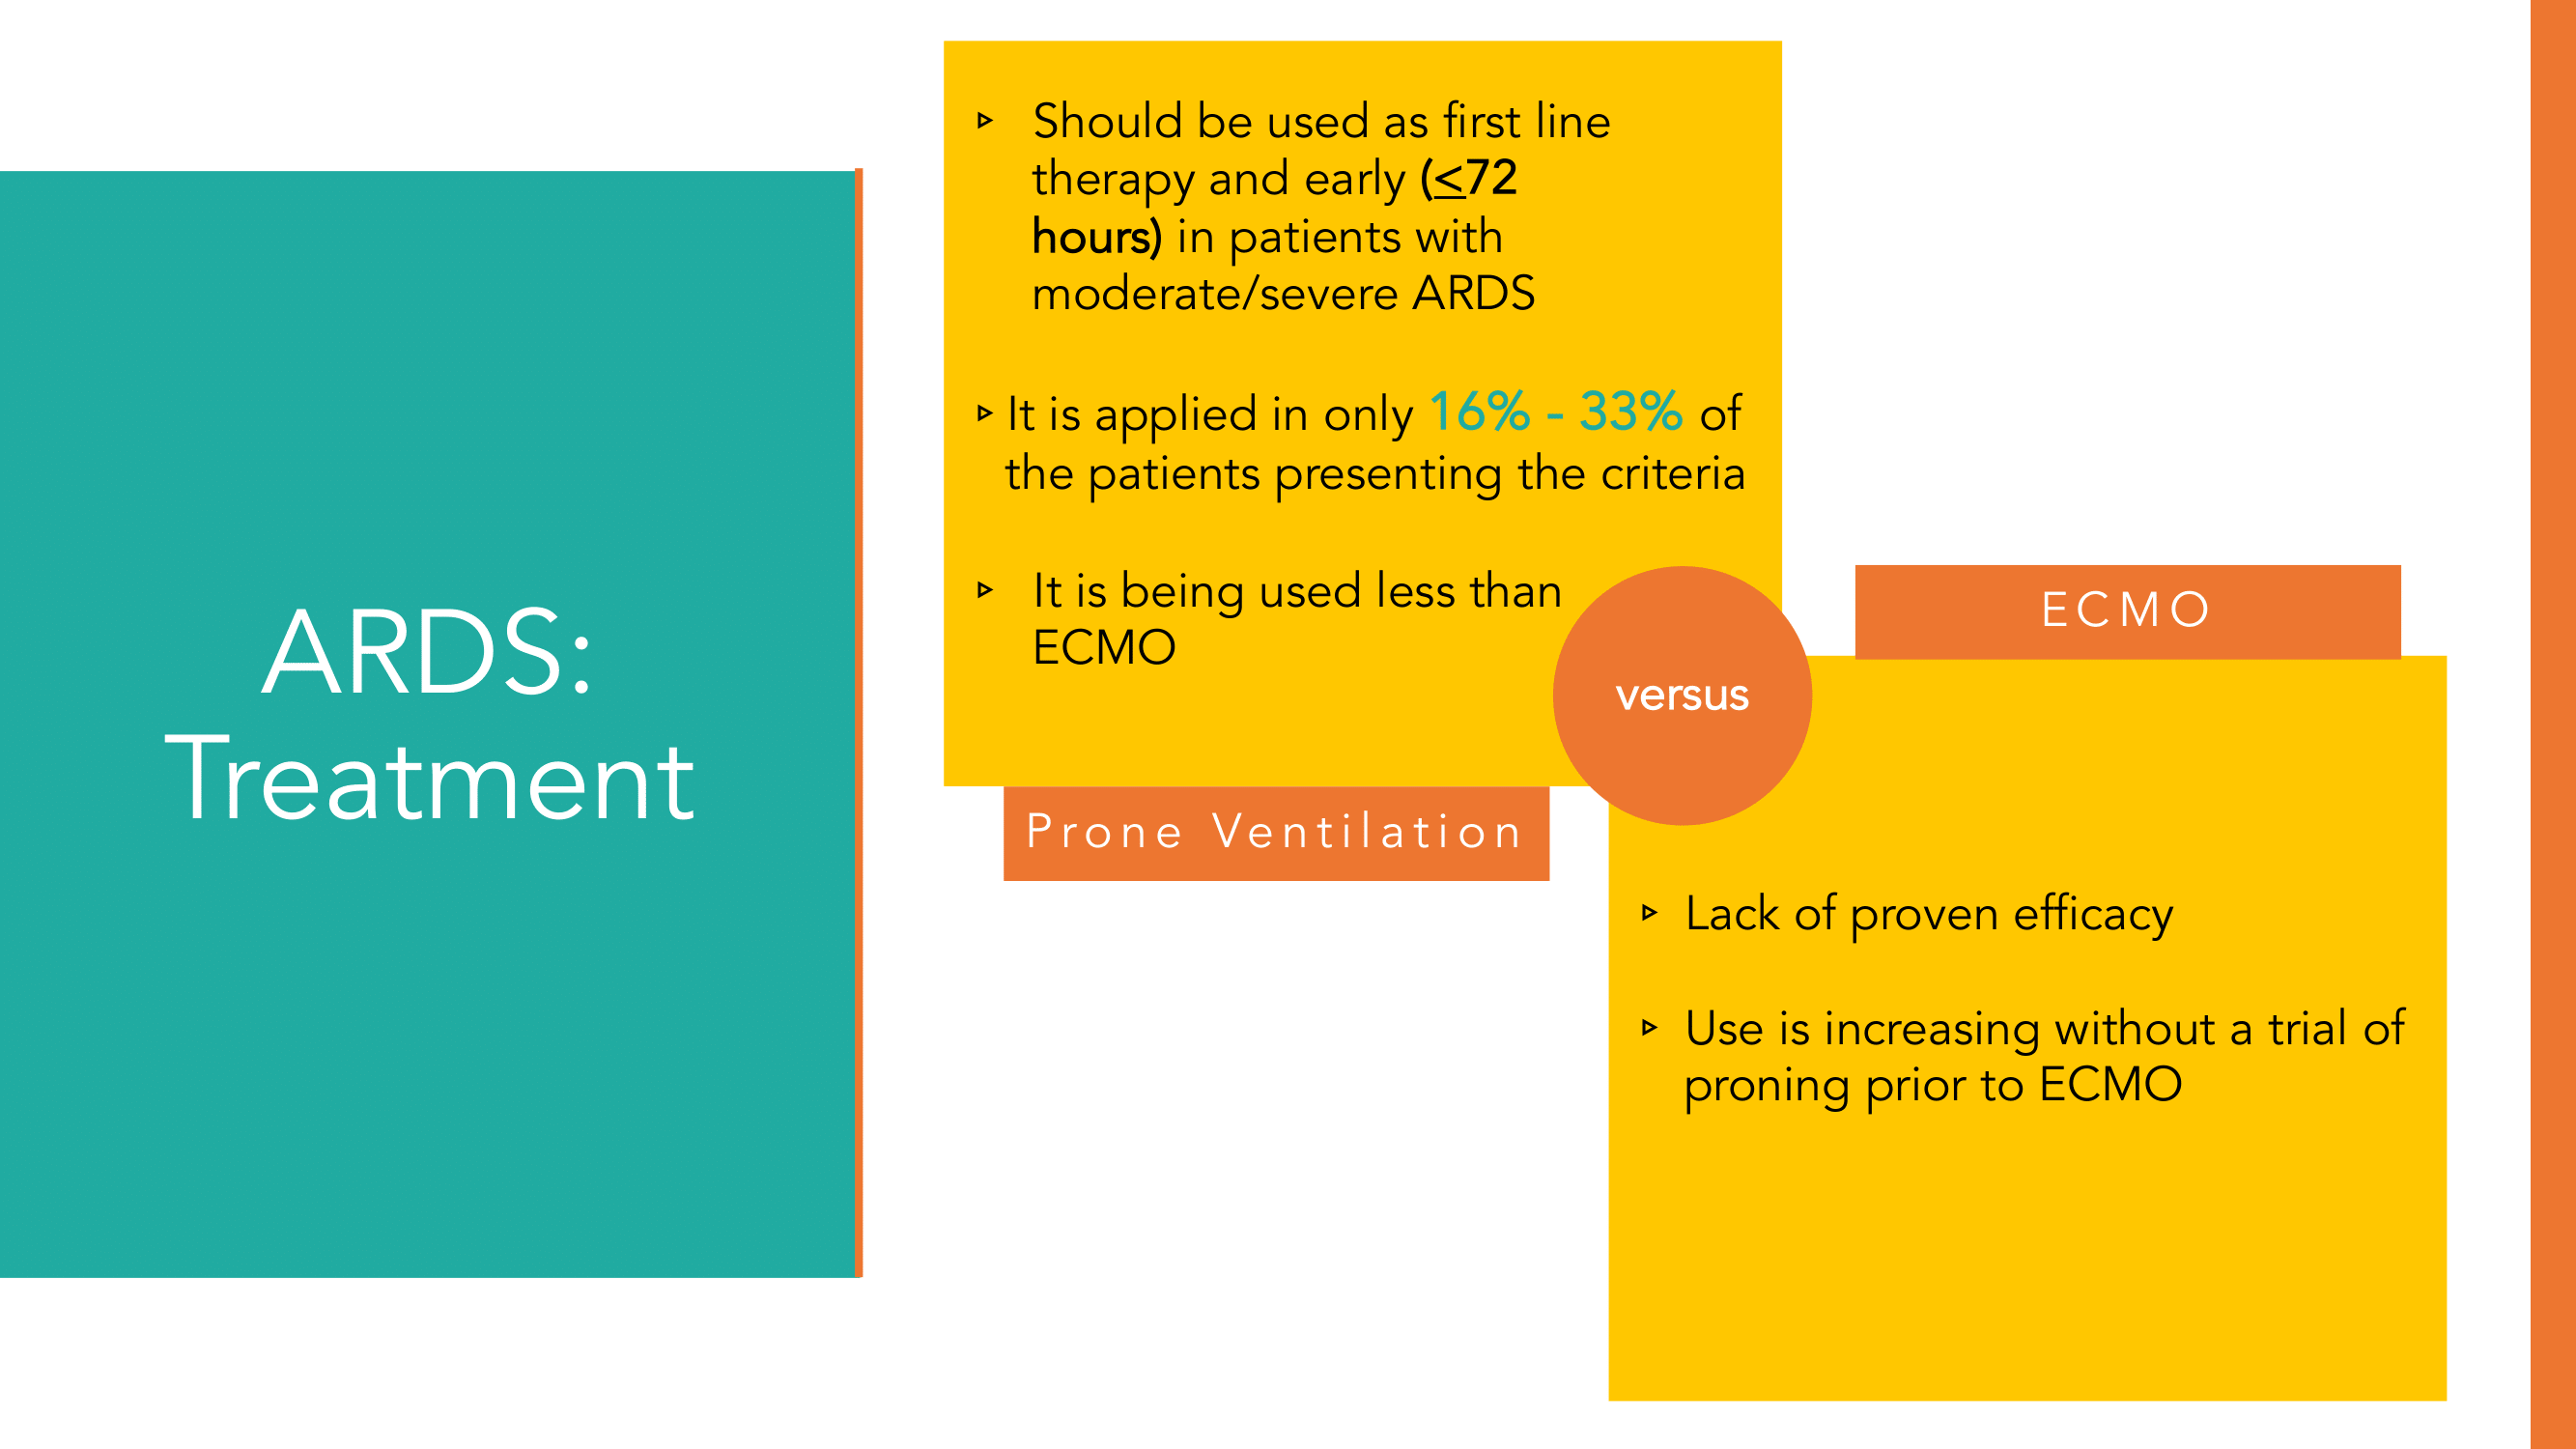 ARDS:
Treatment
▹ Should be used as first line
therapy and early (≤72
hours) in patients with
moderate/severe ARDS
▹ It is applied in only 16% - 33% of
the patients presenting the criteria
▹ It is being used less than
ECMO
Prone Ventilation
versus
ECMO
▹ Lack of proven efficacy
▹ Use is increasing without a trial of
proning prior to ECMO